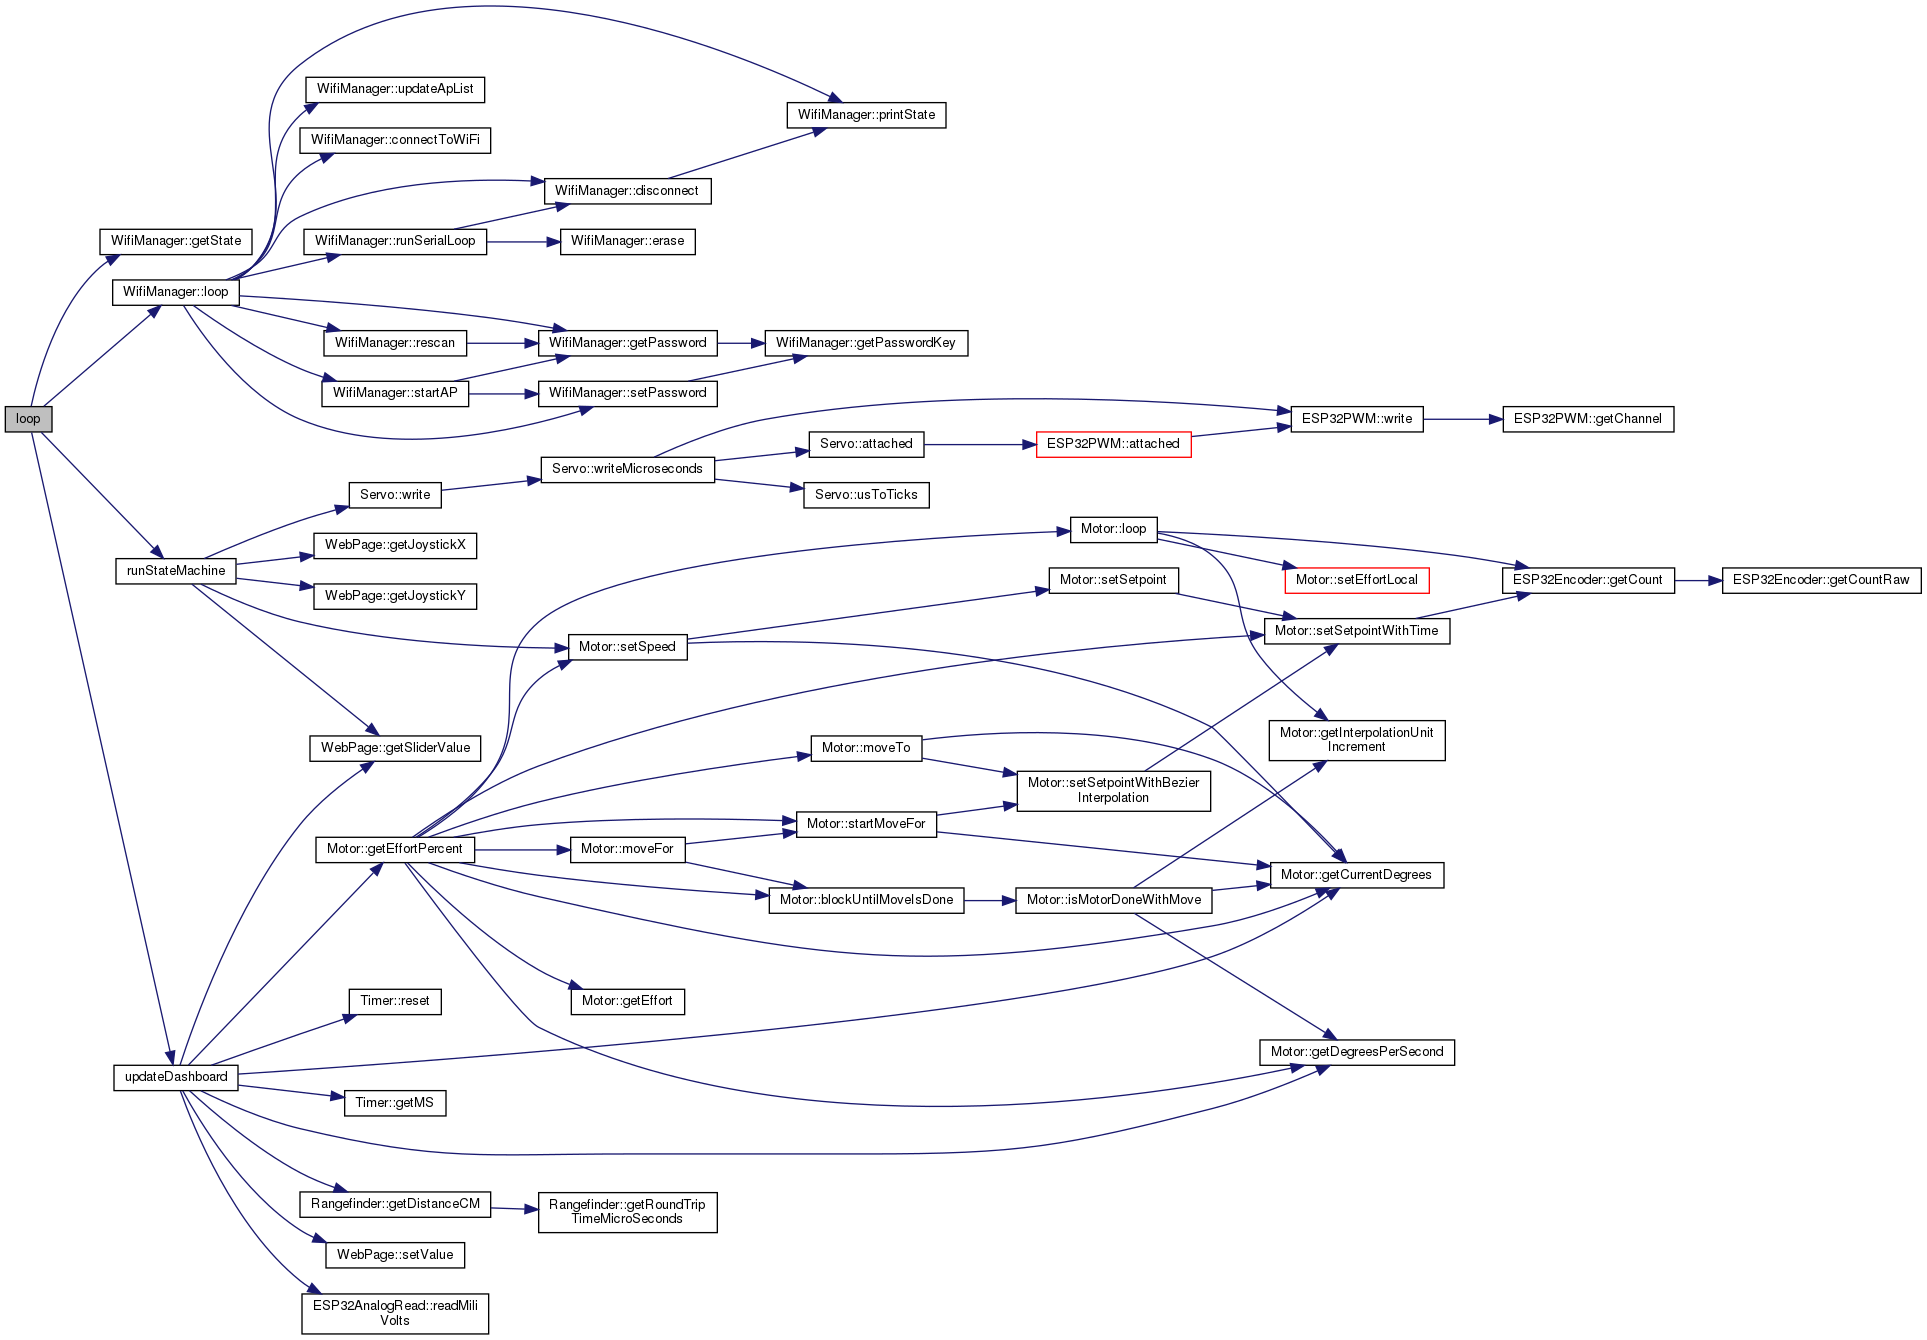 WifiManager::updateApList
WifiManager::printState
WifiManager::connectToWiFi
WifiManager::disconnect
WifiManager::getState
WifiManager::runSerialLoop
WifiManager::erase
WifiManager::loop
WifiManager::rescan
WifiManager::getPassword
WifiManager::getPasswordKey
WifiManager::startAP
WifiManager::setPassword
loop
ESP32PWM::write
ESP32PWM::getChannel
Servo::attached
ESP32PWM::attached
Servo::writeMicroseconds
Servo::write
Servo::usToTicks
Motor::loop
WebPage::getJoystickX
runStateMachine
Motor::setSetpoint
Motor::setEffortLocal
ESP32Encoder::getCount
ESP32Encoder::getCountRaw
WebPage::getJoystickY
Motor::setSetpointWithTime
Motor::setSpeed
Motor::getInterpolationUnit
Increment
WebPage::getSliderValue
Motor::moveTo
Motor::setSetpointWithBezier
Interpolation
Motor::startMoveFor
Motor::getEffortPercent
Motor::moveFor
Motor::getCurrentDegrees
Motor::blockUntilMoveIsDone
Motor::isMotorDoneWithMove
Timer::reset
Motor::getEffort
Motor::getDegreesPerSecond
updateDashboard
Timer::getMS
Rangefinder::getDistanceCM
Rangefinder::getRoundTrip
TimeMicroSeconds
WebPage::setValue
ESP32AnalogRead::readMili
Volts